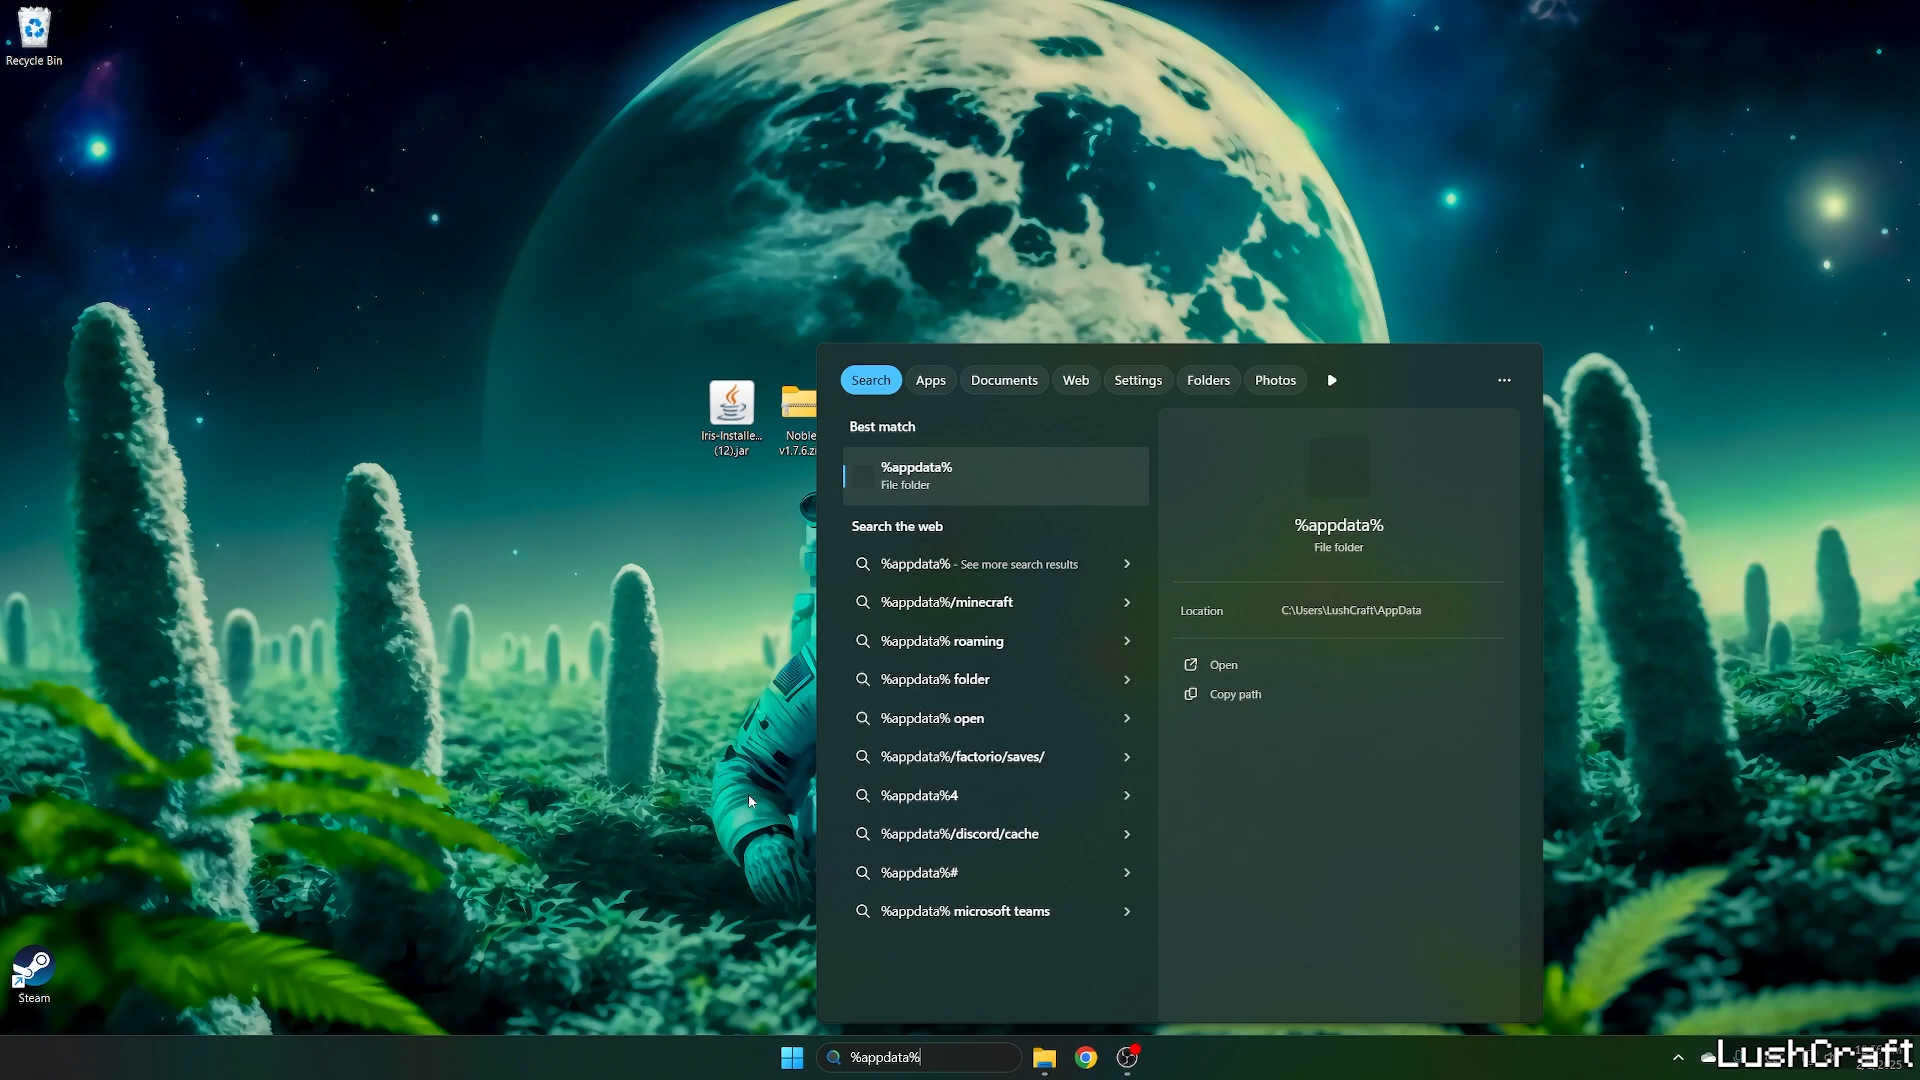 Recycle Bin
Iris-Installe...
(12).jar
Noble
v1.7.6.zi
Search
Apps
Documents
Web
Settings
Folders
Photos
Best match
%appdata%
File folder
Search the web
%appdata% - See more search results
%appdata%/minecraft
%appdata% roaming
%appdata% folder
%appdata% open
%appdata%/factorio/saves/
%appdata%4
%appdata%/discord/cache
%appdata%#
%appdata% microsoft teams
%appdata%
File folder
Location
C:\Users\LushCraft\AppData
Open
Copy path
Steam
%appdata%
LushCraft